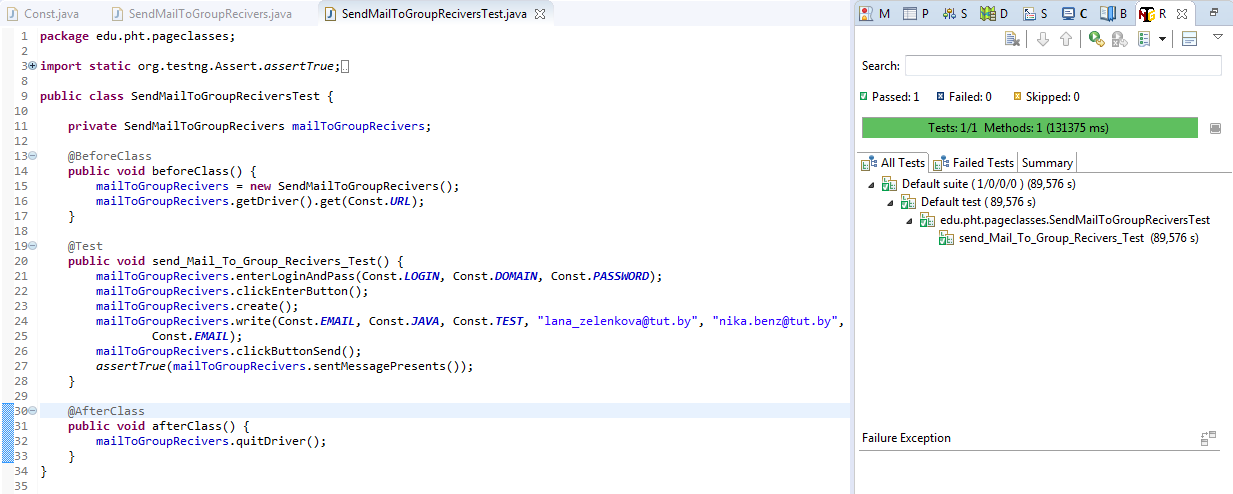 Const.java
SendMailToGroupRecivers.java
SendMailToGroupReciversTest.java
1 package edu.pht.pageclasses;
2
3 import static org.testng.Assert.assertTrue;
8
9 public class SendMailToGroupReciversTest {
10
11 private SendMailToGroupRecivers mailToGroupRecivers;
12
13 @BeforeClass
14 public void beforeClass() {
15 mailToGroupRecivers = new SendMailToGroupRecivers();
16 mailToGroupRecivers.getDriver().get(Const.URL);
17 }
18
19 @Test
20 public void send_Mail_To_Group_Recivers_Test() {
21 mailToGroupRecivers.enterLoginAndPass(Const.LOGIN, Const.DOMAIN, Const.PASSWORD);
22 mailToGroupRecivers.clickEnterButton();
23 mailToGroupRecivers.create();
24 mailToGroupRecivers.write(Const.EMAIL, Const.JAVA, Const.TEST, "lana_zelenkova@tut.by", "nika.benz@tut.by",
25 Const.EMAIL);
26 mailToGroupRecivers.clickButtonSend();
27 assertTrue(mailToGroupRecivers.sentMessagePresents());
28 }
29
30 @AfterClass
31 public void afterClass() {
32 mailToGroupRecivers.quitDriver();
33 }
34 }
35
M P S D S C B R
Search:
Passed: 1 Failed: 0 Skipped: 0
Tests: 1/1 Methods: 1 (131375 ms)
All Tests Failed Tests Summary
Default suite ( 1/0/0/0 ) (89,576 s)
Default test ( 89,576 s)
edu.pht.pageclasses.SendMailToGroupReciversTest
send_Mail_To_Group_Recivers_Test (89,576 s)
Failure Exception